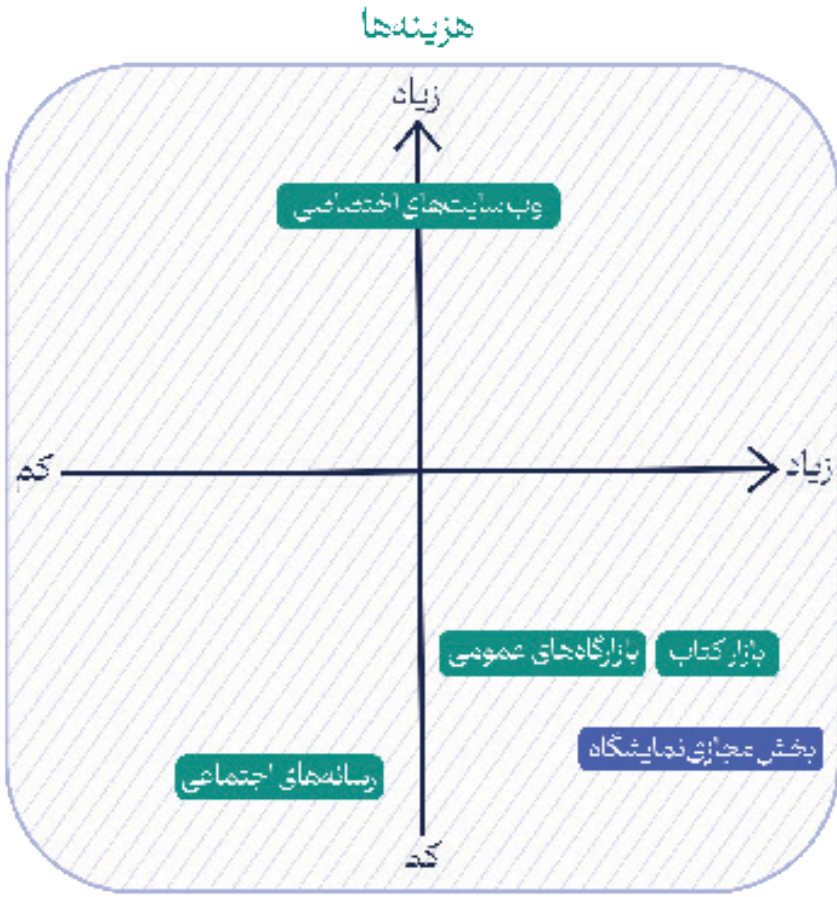 هزینه‌ها
زیاد
وب سایت‌های اختصاصی
زیاد
کم
بازار کتاب
بازارگاه‌های عمومی
بخش مجازی نمایشگاه
رسانه‌های اجتماعی
کم